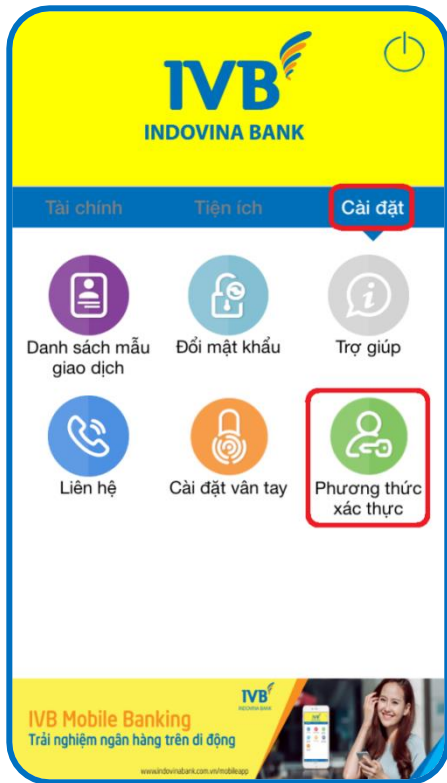 IVB
INDOVINA BANK
Tài chính
Tiện ích
Cài đặt
Danh sách mẫu
giao dịch
Đổi mật khẩu
Trợ giúp
Liên hệ
Cài đặt vân tay
Phương thức
xác thực
IVB
INDOVINA BANK
IVB Mobile Banking
Trải nghiệm ngân hàng trên di động
www.indovinabank.com.vn/mobileapp